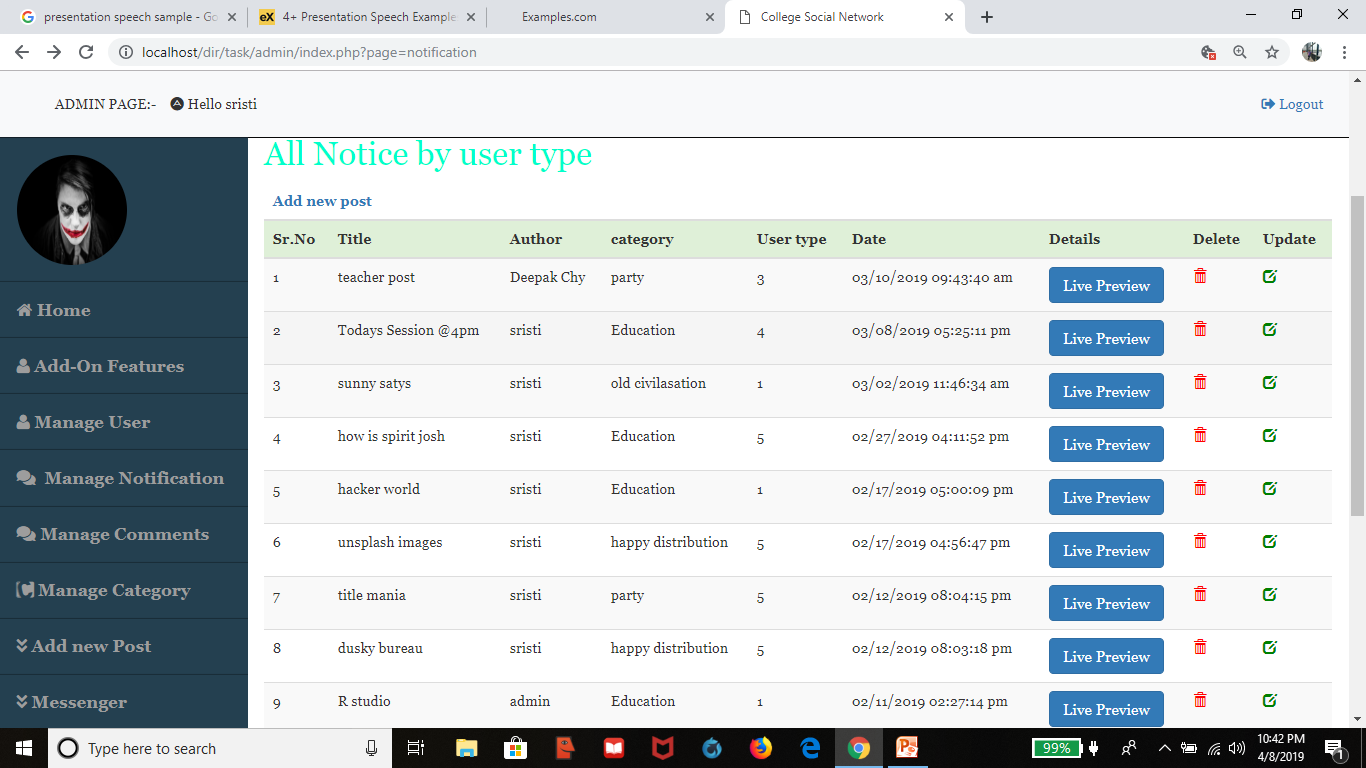 presentation speech sample - Go
4+ Presentation Speech Example
Examples.com
College Social Network
localhost/dir/task/admin/index.php?page=notification
ADMIN PAGE:- Hello sristi
Logout
All Notice by user type
Add new post
Sr.No Title Author category User type Date Details Delete Update
1 teacher post Deepak Chy party 3 03/10/2019 09:43:40 am Live Preview
2 Todays Session @4pm sristi Education 4 03/08/2019 05:25:11 pm Live Preview
3 sunny satys sristi old civilasation 1 03/02/2019 11:46:34 am Live Preview
4 how is spirit josh sristi Education 5 02/27/2019 04:11:52 pm Live Preview
5 hacker world sristi Education 1 02/17/2019 05:00:09 pm Live Preview
6 unsplash images sristi happy distribution 5 02/17/2019 04:56:47 pm Live Preview
7 title mania sristi party 5 02/12/2019 08:04:15 pm Live Preview
8 dusky bureau sristi happy distribution 5 02/12/2019 08:03:18 pm Live Preview
9 R studio admin Education 1 02/11/2019 02:27:14 pm Live Preview
Home
Add-On Features
Manage User
Manage Notification
Manage Comments
Manage Category
Add new Post
Messenger
Type here to search
99%
10:42 PM
4/8/2019
1